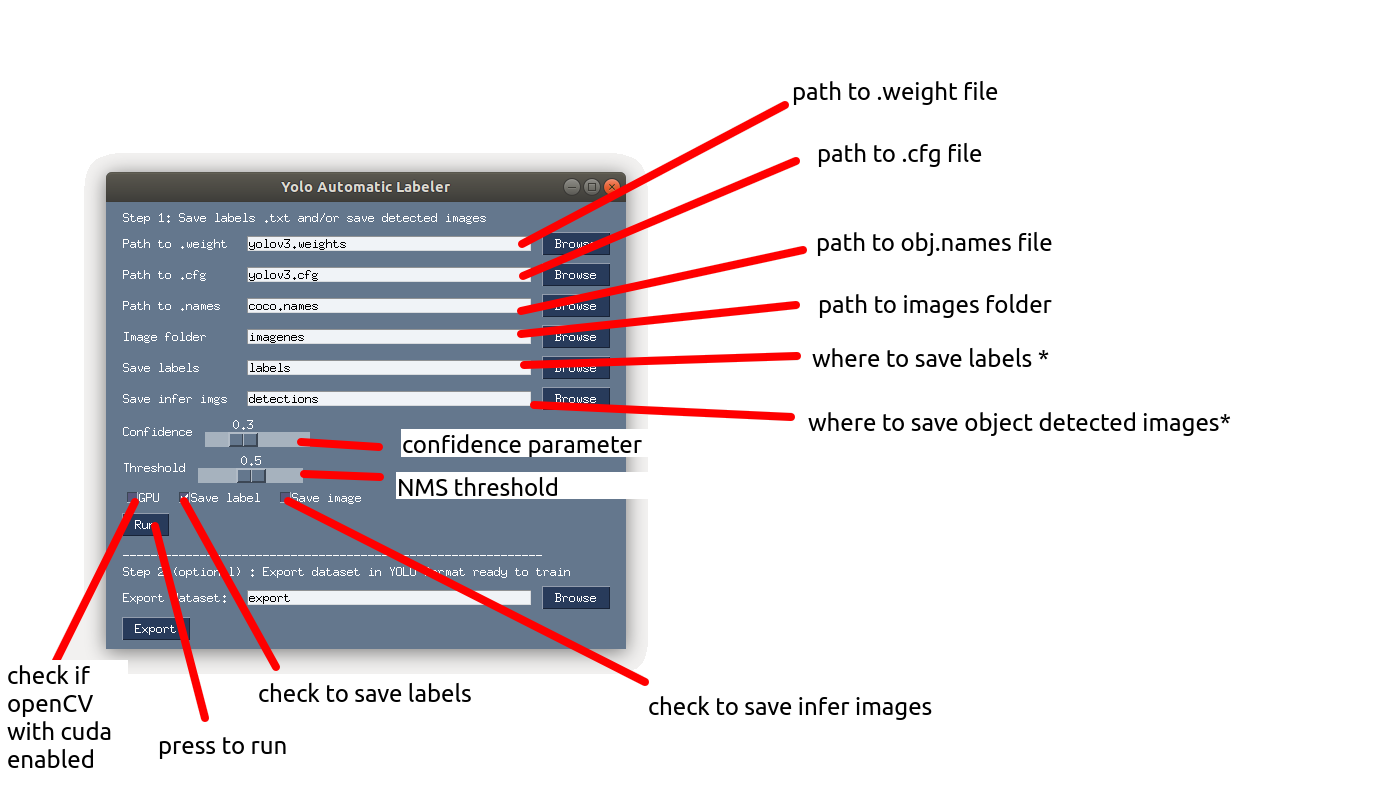 path to .weight file
path to .cfg file
Yolo Automatic Labeler
Step 1: Save labels .txt and/or save detected images
Path to .weight yolov3.weights Browse
path to obj.names file
Path to .cfg yolov3.cfg Browse
Path to .names coco.names Browse
path to images folder
Image folder imagenes Browse
where to save labels *
Save labels labels Browse
Save infer imgs detections Browse
where to save object detected images*
0.3
Confidence
confidence parameter
0.5
Threshold
NMS threshold
GPU Save label Save image
Run
Step 2 (optional) : Export dataset in YOLO format ready to train
Export dataset: export Browse
Export
check if
openCV
with cuda
enabled
check to save labels
check to save infer images
press to run